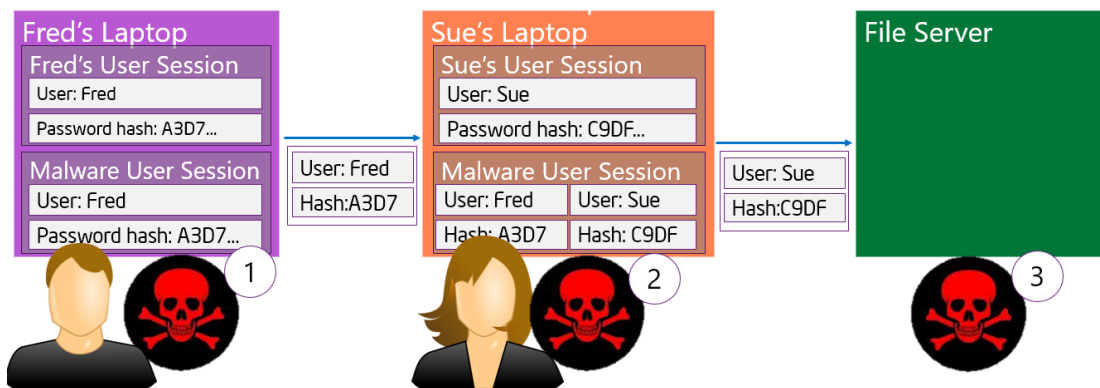 Fred's Laptop
Fred's User Session
User: Fred
Password hash: A3D7...
Malware User Session
User: Fred
Password hash: A3D7...
1
User: Fred
Hash:A3D7
Sue's Laptop
Sue's User Session
User: Sue
Password hash: C9DF...
Malware User Session
User: Fred
User: Sue
Hash: A3D7
Hash: C9DF
2
User: Sue
Hash:C9DF
File Server
3